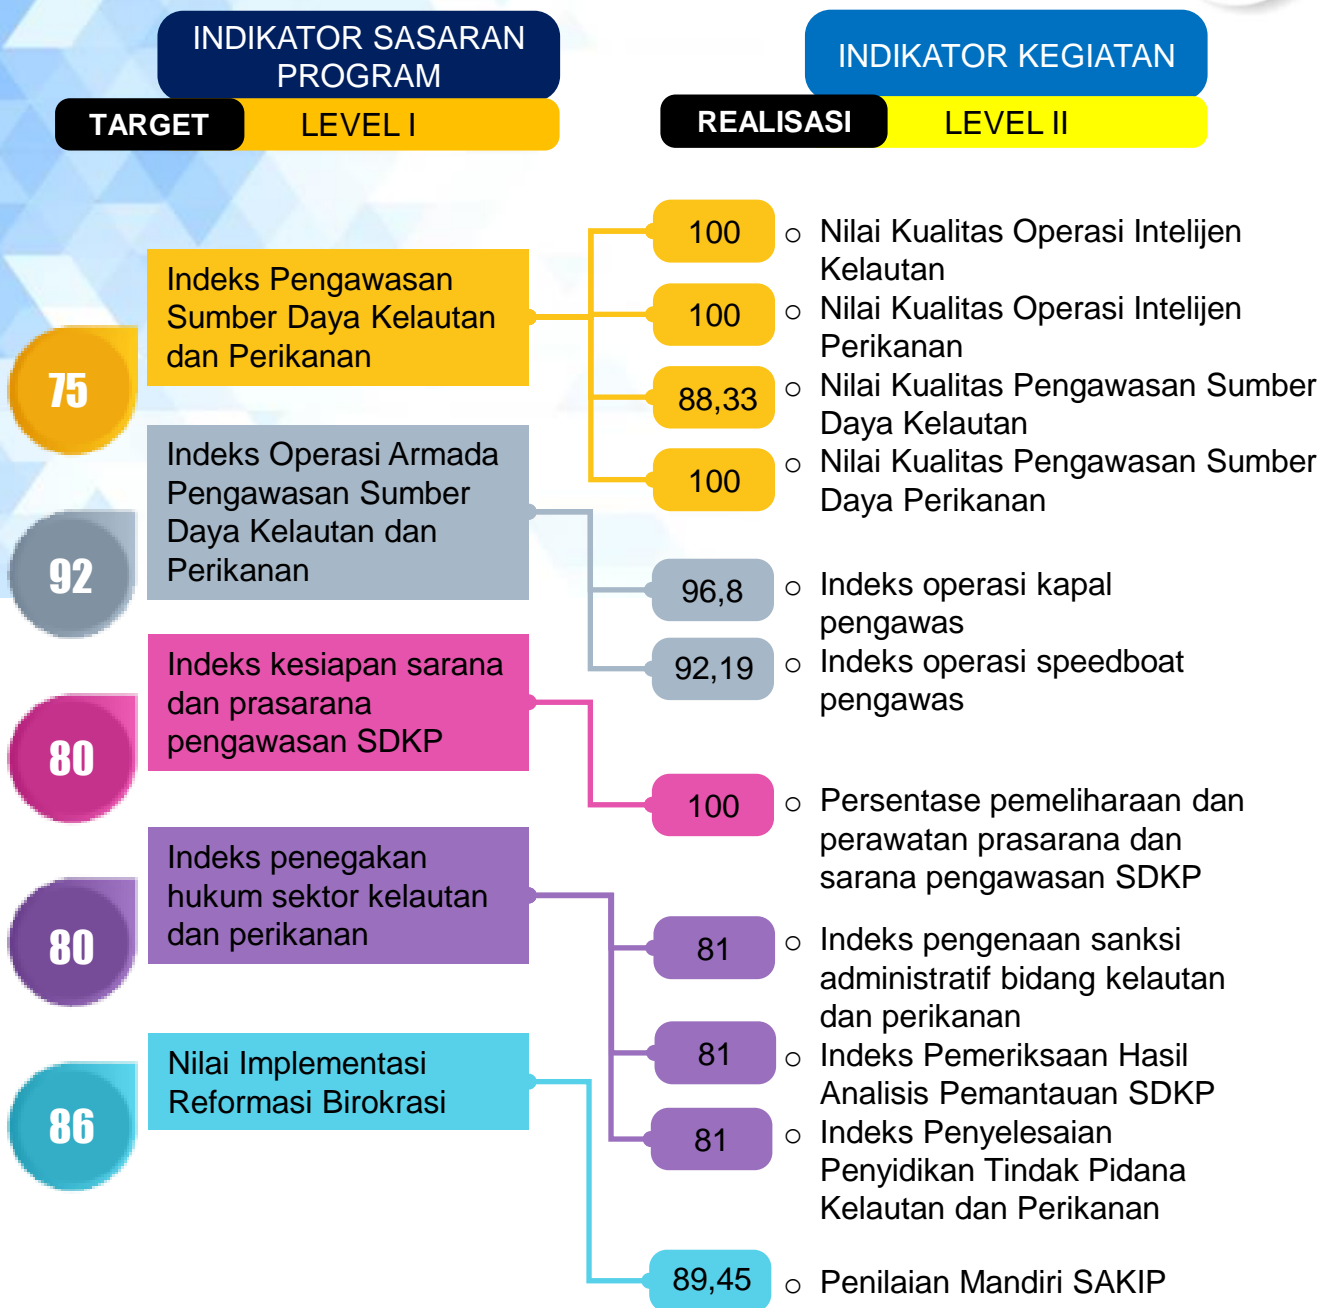 INDIKATOR SASARAN
PROGRAM
TARGET
LEVEL I
INDIKATOR KEGIATAN
REALISASI
LEVEL II
75
Indeks Pengawasan
Sumber Daya Kelautan
dan Perikanan
100
○ Nilai Kualitas Operasi Intelijen
Kelautan
100
○ Nilai Kualitas Operasi Intelijen
Perikanan
88,33
○ Nilai Kualitas Pengawasan Sumber
Daya Kelautan
100
○ Nilai Kualitas Pengawasan Sumber
Daya Perikanan
92
Indeks Operasi Armada
Pengawasan Sumber
Daya Kelautan dan
Perikanan
96,8
○ Indeks operasi kapal
pengawas
92,19
○ Indeks operasi speedboat
pengawas
80
Indeks kesiapan sarana
dan prasarana
pengawasan SDKP
100
○ Persentase pemeliharaan dan
perawatan prasarana dan
sarana pengawasan SDKP
80
Indeks penegakan
hukum sektor kelautan
dan perikanan
81
○ Indeks pengenaan sanksi
administratif bidang kelautan
dan perikanan
81
○ Indeks Pemeriksaan Hasil
Analisis Pemantauan SDKP
81
○ Indeks Penyelesaian
Penyidikan Tindak Pidana
Kelautan dan Perikanan
86
Nilai Implementasi
Reformasi Birokrasi
89,45
○ Penilaian Mandiri SAKIP